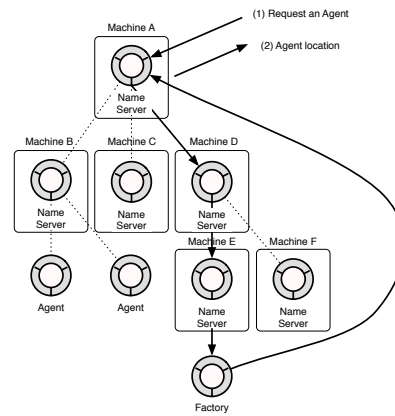 (1) Request an Agent
Machine A
(2) Agent location
Name
Server
Machine B
Machine C
Machine D
Name
Server
Name
Server
Name
Server
Machine E
Machine F
Agent
Agent
Name
Server
Name
Server
Factory